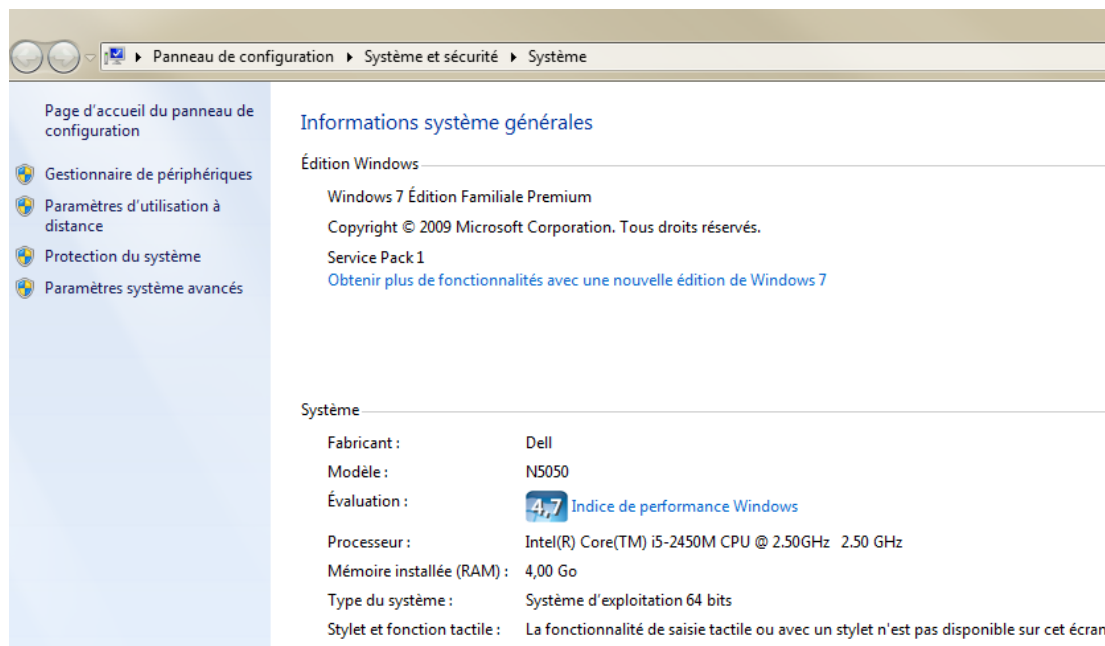 Panneau de configuration ▸ Système et sécurité ▸ Système
Page d'accueil du panneau de
configuration
Gestionnaire de périphériques
Paramètres d'utilisation à
distance
Protection du système
Paramètres système avancés
Informations système générales
Édition Windows
Windows 7 Édition Familiale Premium
Copyright © 2009 Microsoft Corporation. Tous droits réservés.
Service Pack 1
Obtenir plus de fonctionnalités avec une nouvelle édition de Windows 7
Système
Fabricant : Dell
Modèle : N5050
Évaluation : 4,7 Indice de performance Windows
Processeur : Intel(R) Core(TM) i5-2450M CPU @ 2.50GHz 2.50 GHz
Mémoire installée (RAM) : 4,00 Go
Type du système : Système d'exploitation 64 bits
Stylet et fonction tactile : La fonctionnalité de saisie tactile ou avec un stylet n'est pas disponible sur cet écran